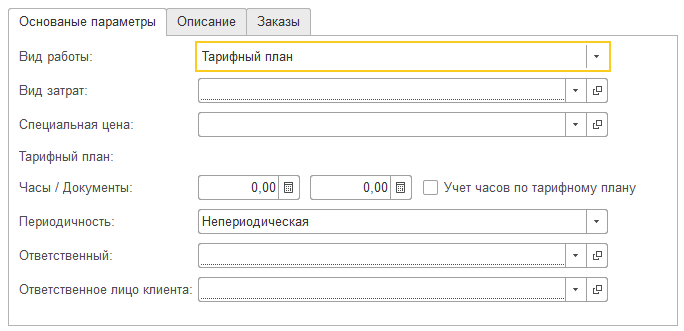 Основаные параметры Описание Заказы
Вид работы: Тарифный план
Вид затрат:
Специальная цена:
Тарифный план:
Часы / Документы: 0,00 0,00 Учет часов по тарифному плану
Периодичность: Непериодическая
Ответственный:
Ответственное лицо клиента: